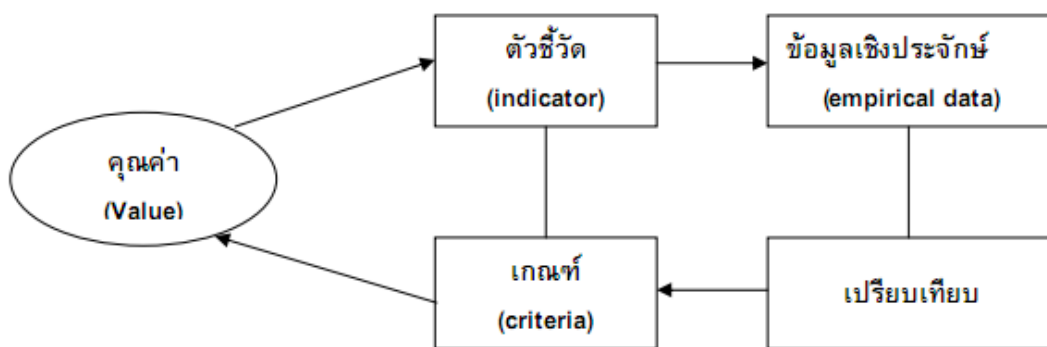 ตัวชี้วัด
(indicator)
ข้อมูลเชิงประจักษ์
(empirical data)
คุณค่า
(Value)
เกณฑ์
(criteria)
เปรียบเทียบ